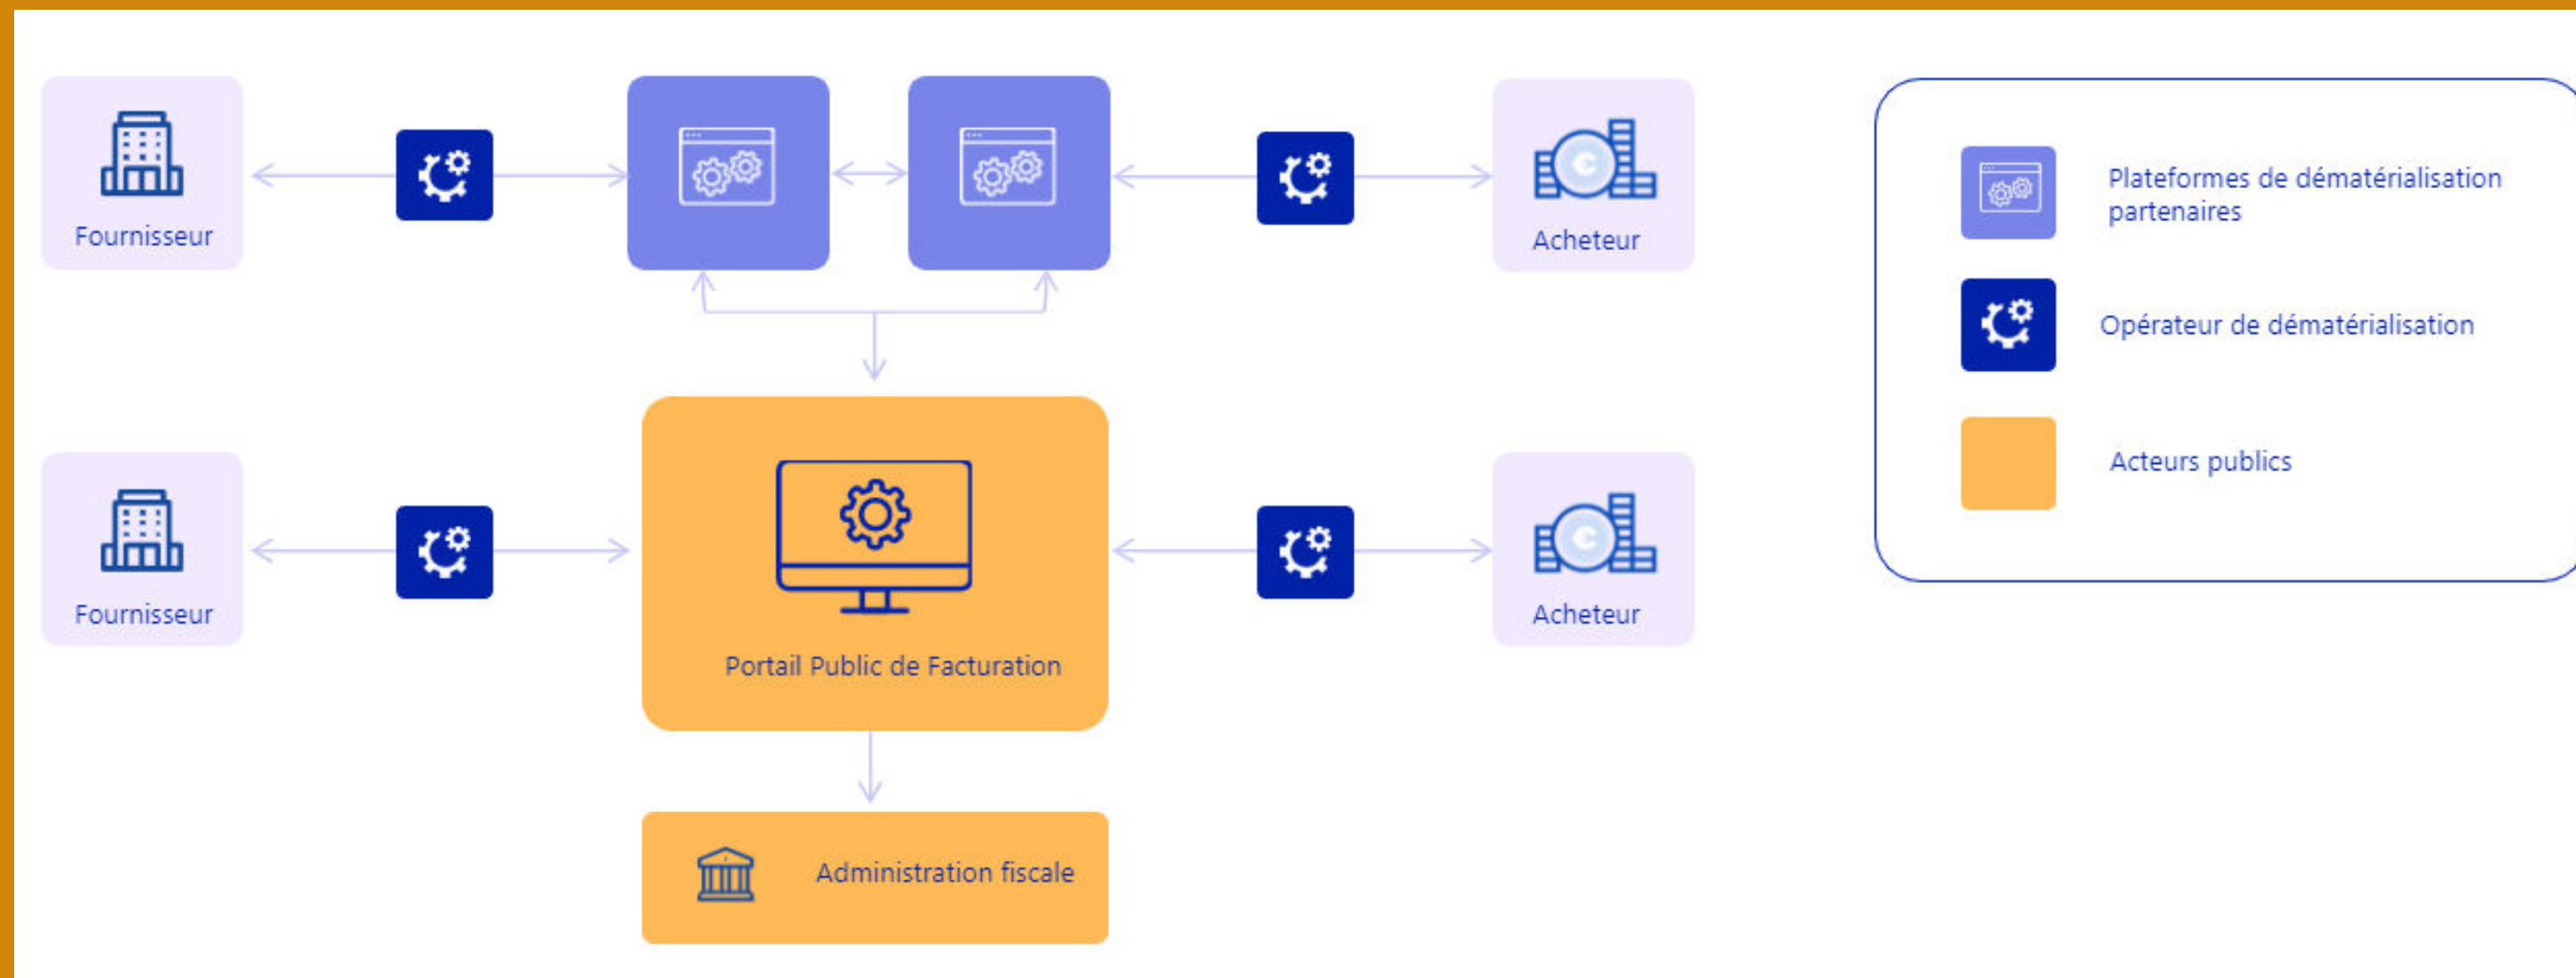 Fournisseur
Acheteur
Fournisseur
Portail Public de Facturation
Acheteur
Administration fiscale
Plateformes de dématérialisation
partenaires
Opérateur de dématérialisation
Acteurs publics